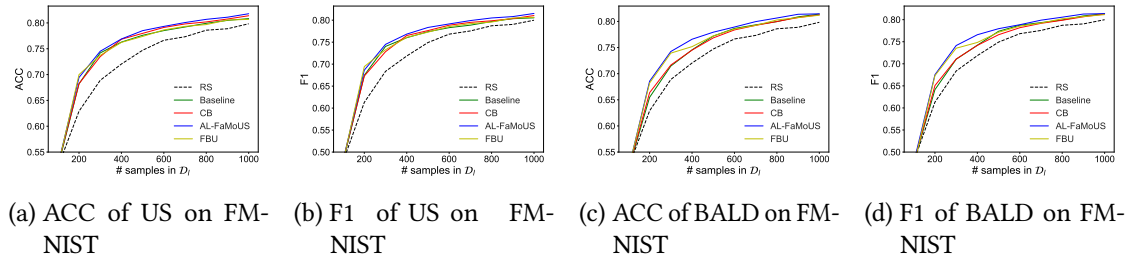 0.80
0.75
0.70
0.65
0.60
0.55
ACC
200 400 600 800 1000
# samples in 𝒟ₗ
RS
Baseline
CB
AL-FaMoUS
FBU
0.80
0.75
0.70
0.65
0.60
0.55
0.50
F1
200 400 600 800 1000
# samples in 𝒟ₗ
RS
Baseline
CB
AL-FaMoUS
FBU
0.80
0.75
0.70
0.65
0.60
0.55
ACC
200 400 600 800 1000
# samples in 𝒟ₗ
RS
Baseline
CB
AL-FaMoUS
FBU
0.80
0.75
0.70
0.65
0.60
0.55
0.50
F1
200 400 600 800 1000
# samples in 𝒟ₗ
RS
Baseline
CB
AL-FaMoUS
FBU
(a) ACC of US on FM-
NIST
(b) F1 of US on FM-
NIST
(c) ACC of BALD on FM-
NIST
(d) F1 of BALD on FM-
NIST